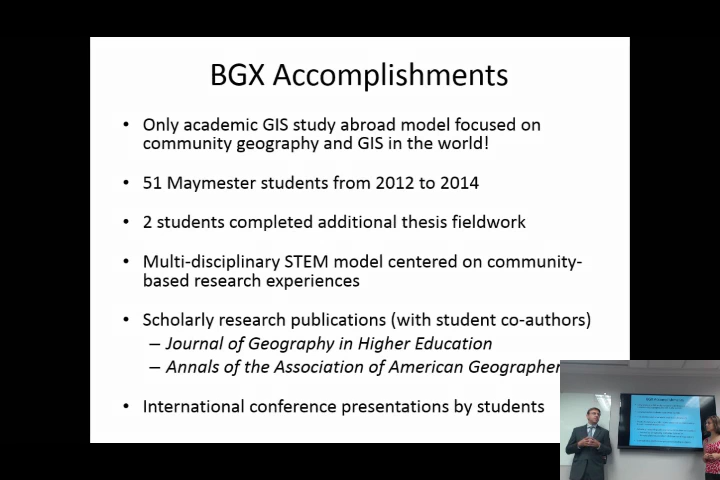 BGX Accomplishments
• Only academic GIS study abroad model focused on
community geography and GIS in the world!
• 51 Maymester students from 2012 to 2014
• 2 students completed additional thesis fieldwork
• Multi-disciplinary STEM model centered on community-
based research experiences
• Scholarly research publications (with student co-authors)
– Journal of Geography in Higher Education
– Annals of the Association of American Geographer
• International conference presentations by students